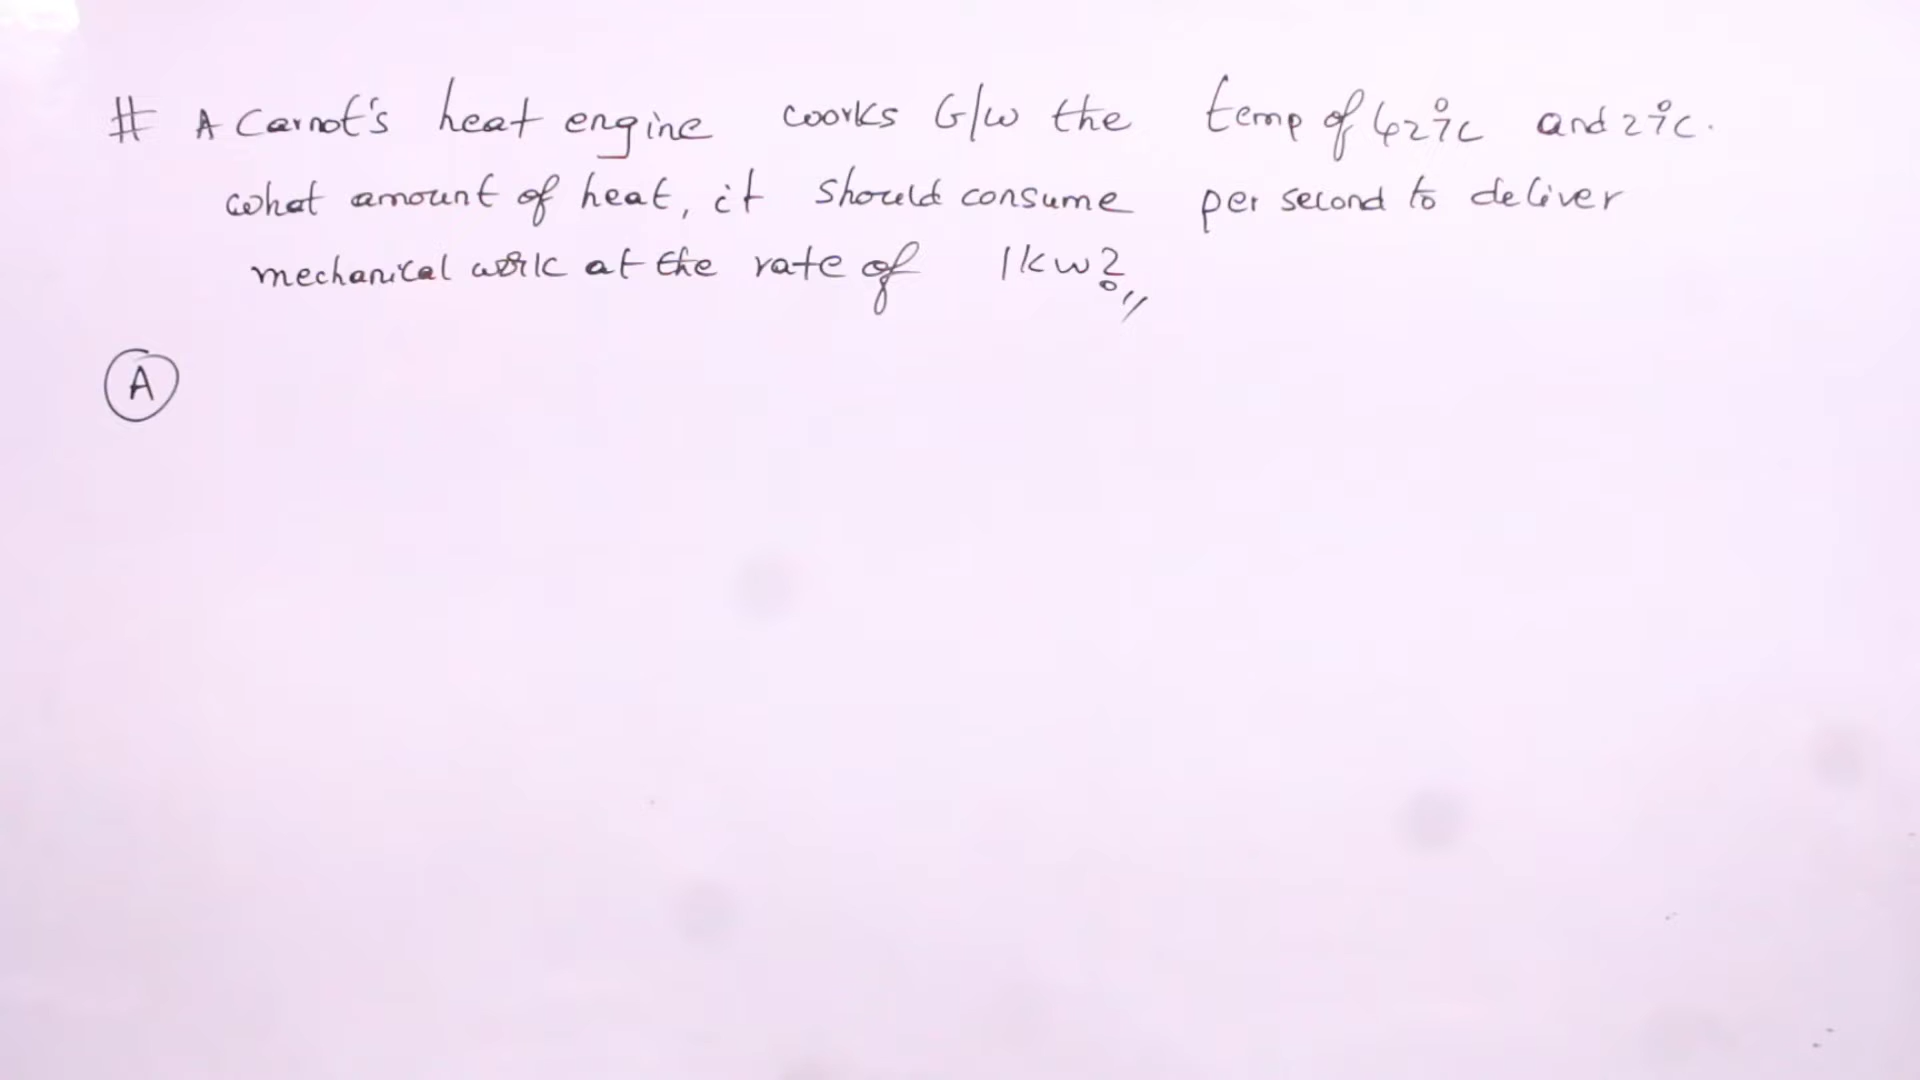 # A Carnot's heat engine works b/w the temp of 427°C and 27°C.
what amount of heat, it should consume per second to deliver
mechanical work at the rate of 1kw?
A